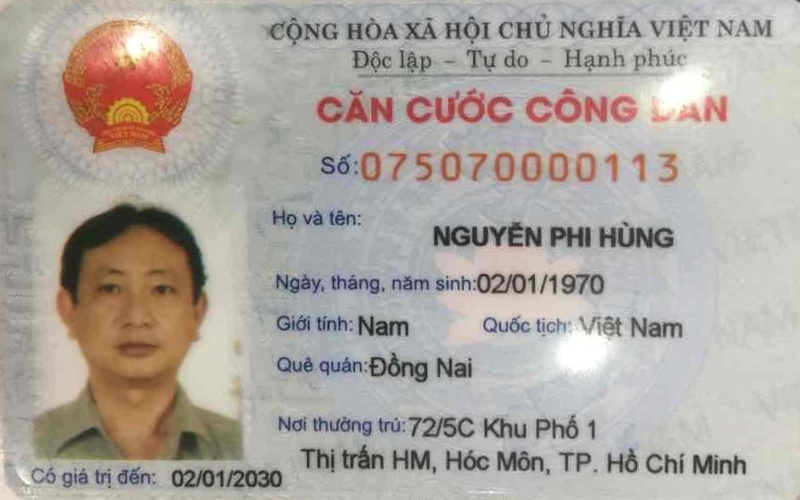 CỘNG HÒA XÃ HỘI CHỦ NGHĨA VIỆT NAM
Độc lập - Tự do - Hạnh phúc
CĂN CƯỚC CÔNG DÂN
Số: 075070000113
Họ và tên:
NGUYỄN PHI HÙNG
Ngày, tháng, năm sinh: 02/01/1970
Giới tính: Nam Quốc tịch: Việt Nam
Quê quán: Đồng Nai
Nơi thường trú: 72/5C Khu Phố 1
Thị trấn HM, Hóc Môn, TP. Hồ Chí Minh
Có giá trị đến: 02/01/2030